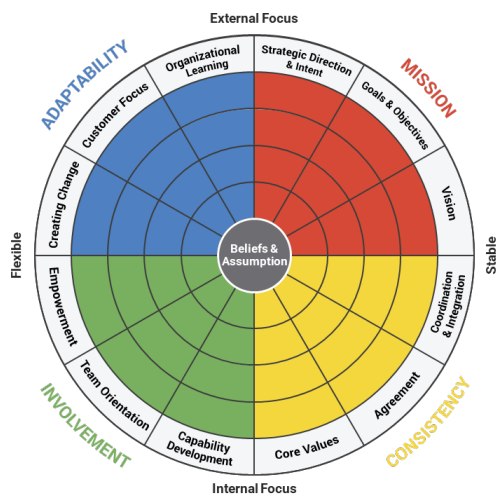 External Focus
ADAPTABILITY
MISSION
Organizational
Learning
Strategic Direction
& Intent
Customer Focus
Goals & Objectives
Creating Change
Vision
Flexible
Stable
Beliefs &
Assumption
Empowerment
Coordination
& Integration
Team Orientation
Agreement
Capability
Development
Core Values
INVOLVEMENT
CONSISTENCY
Internal Focus